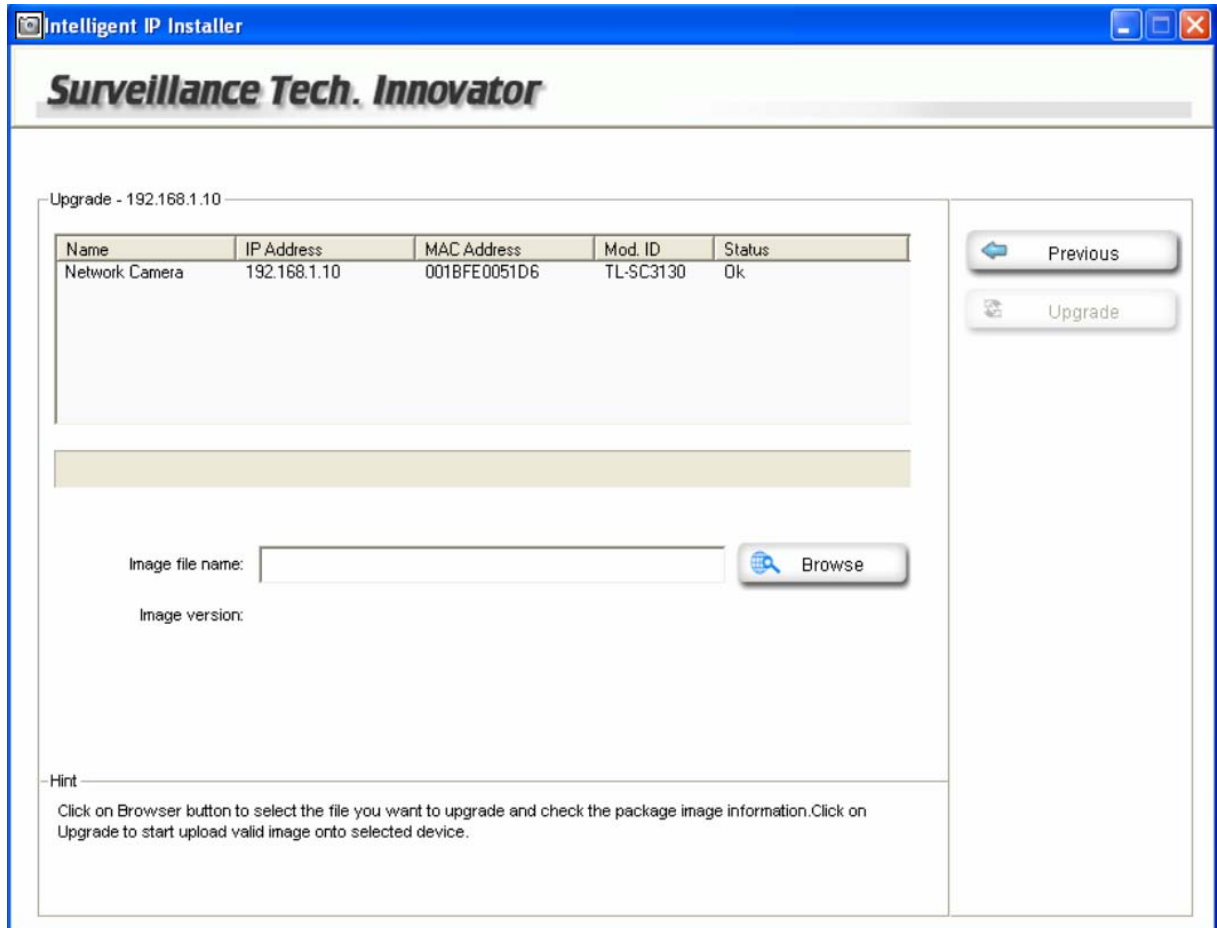 Intelligent IP Installer
Surveillance Tech. Innovator
Upgrade - 192.168.1.10
Name IP Address MAC Address Mod. ID Status
Network Camera 192.168.1.10 001BFE0051D6 TL-SC3130 Ok
Previous
Upgrade
Image file name:
Browse
Image version:
Hint
Click on Browser button to select the file you want to upgrade and check the package image information.Click on
Upgrade to start upload valid image onto selected device.